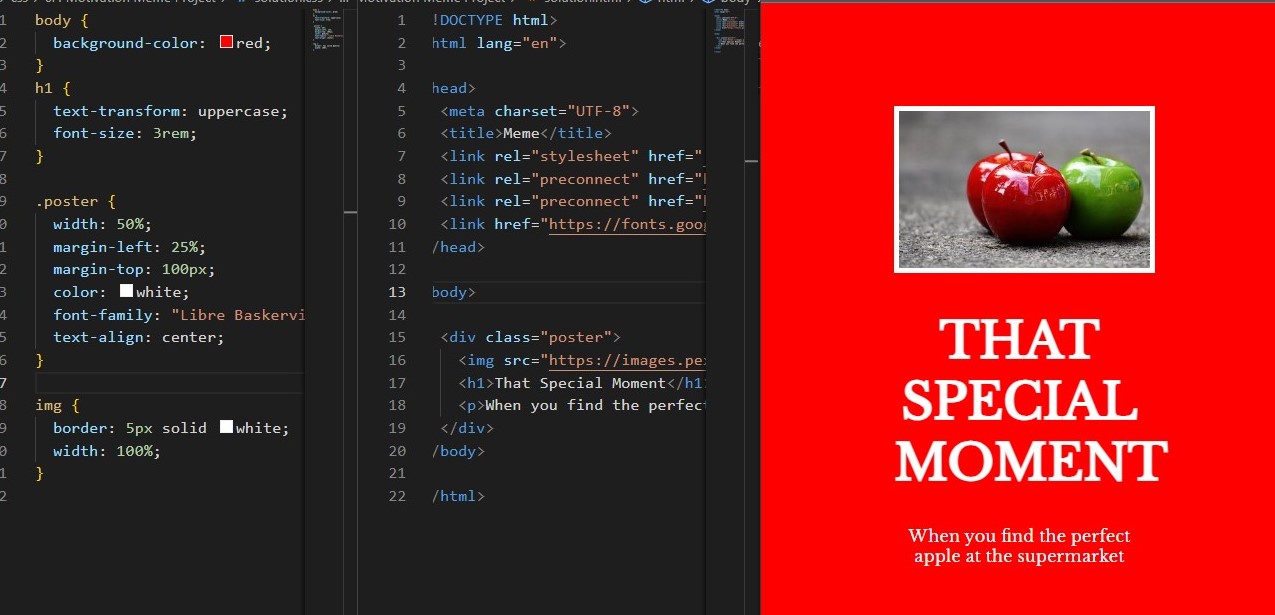 body {
background-color: red;
}
h1 {
text-transform: uppercase;
font-size: 3rem;
}
.poster {
width: 50%;
margin-left: 25%;
margin-top: 100px;
color: white;
font-family: "Libre Baskervi
text-align: center;
}
img {
border: 5px solid white;
width: 100%;
}
1 !DOCTYPE html>
2 html lang="en">
3
4 head>
5 <meta charset="UTF-8">
6 <title>Meme</title>
7 <link rel="stylesheet" href="
8 <link rel="preconnect" href="
9 <link rel="preconnect" href="
10 <link href="https://fonts.goog
11 /head>
12
13 body>
14
15 <div class="poster">
16 <img src="https://images.pe
17 <h1>That Special Moment</h1
18 <p>When you find the perfect
19 </div>
20 /body>
21
22 /html>
THAT
SPECIAL
MOMENT
When you find the perfect
apple at the supermarket